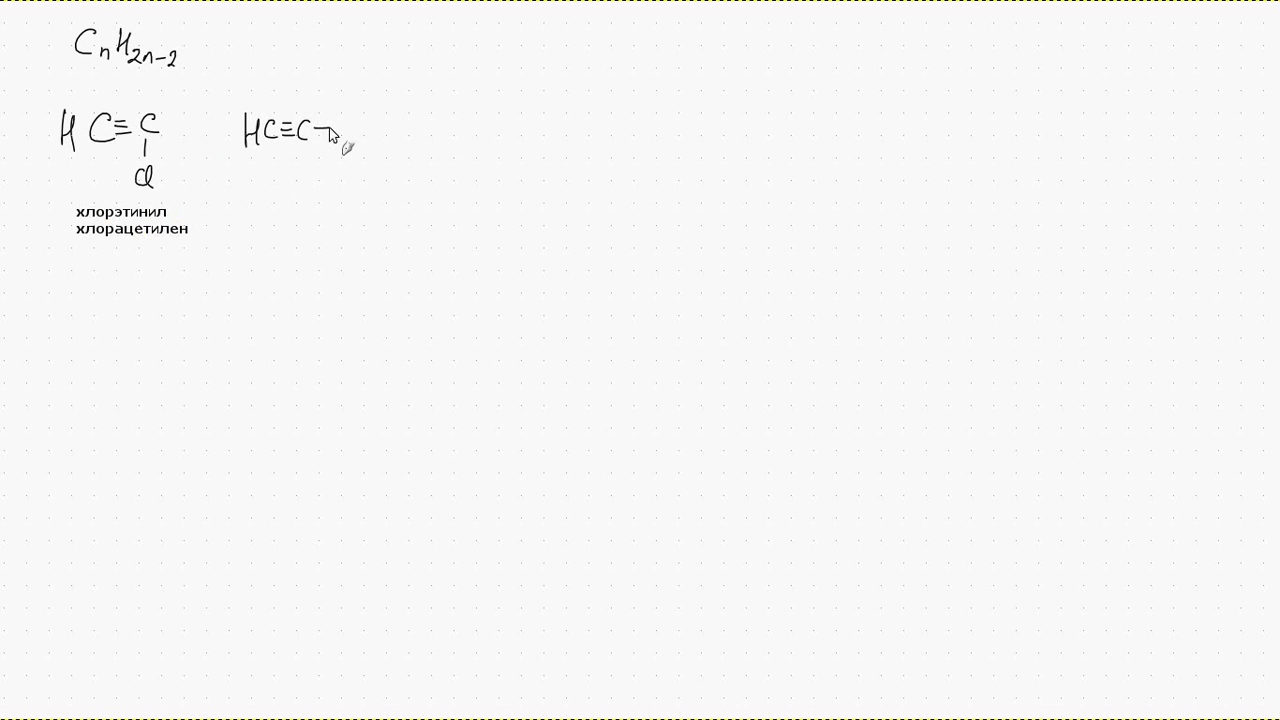 CnH2n-2
HC≡C HC≡C-
Cl
хлорэтинил
хлорацетилен